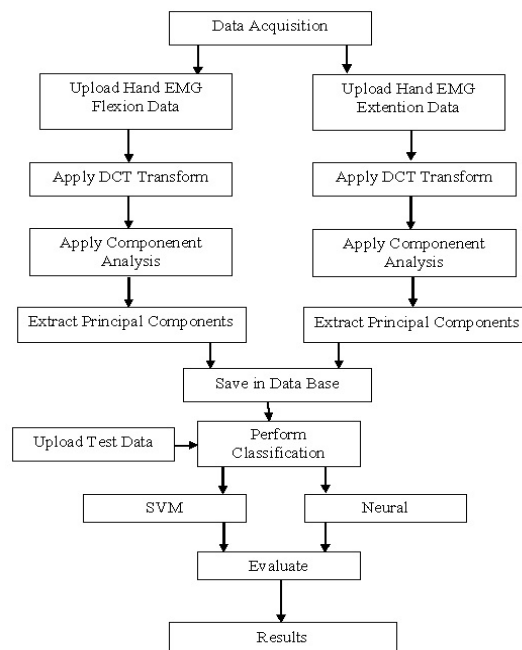 Data Acquisition
Upload Hand EMG
Flexion Data
Upload Hand EMG
Extention Data
Apply DCT Transform
Apply DCT Transform
Apply Componenent
Analysis
Apply Componenent
Analysis
Extract Principal Components
Extract Principal Components
Save in Data Base
Upload Test Data
Perform
Classification
SVM
Neural
Evaluate
Results